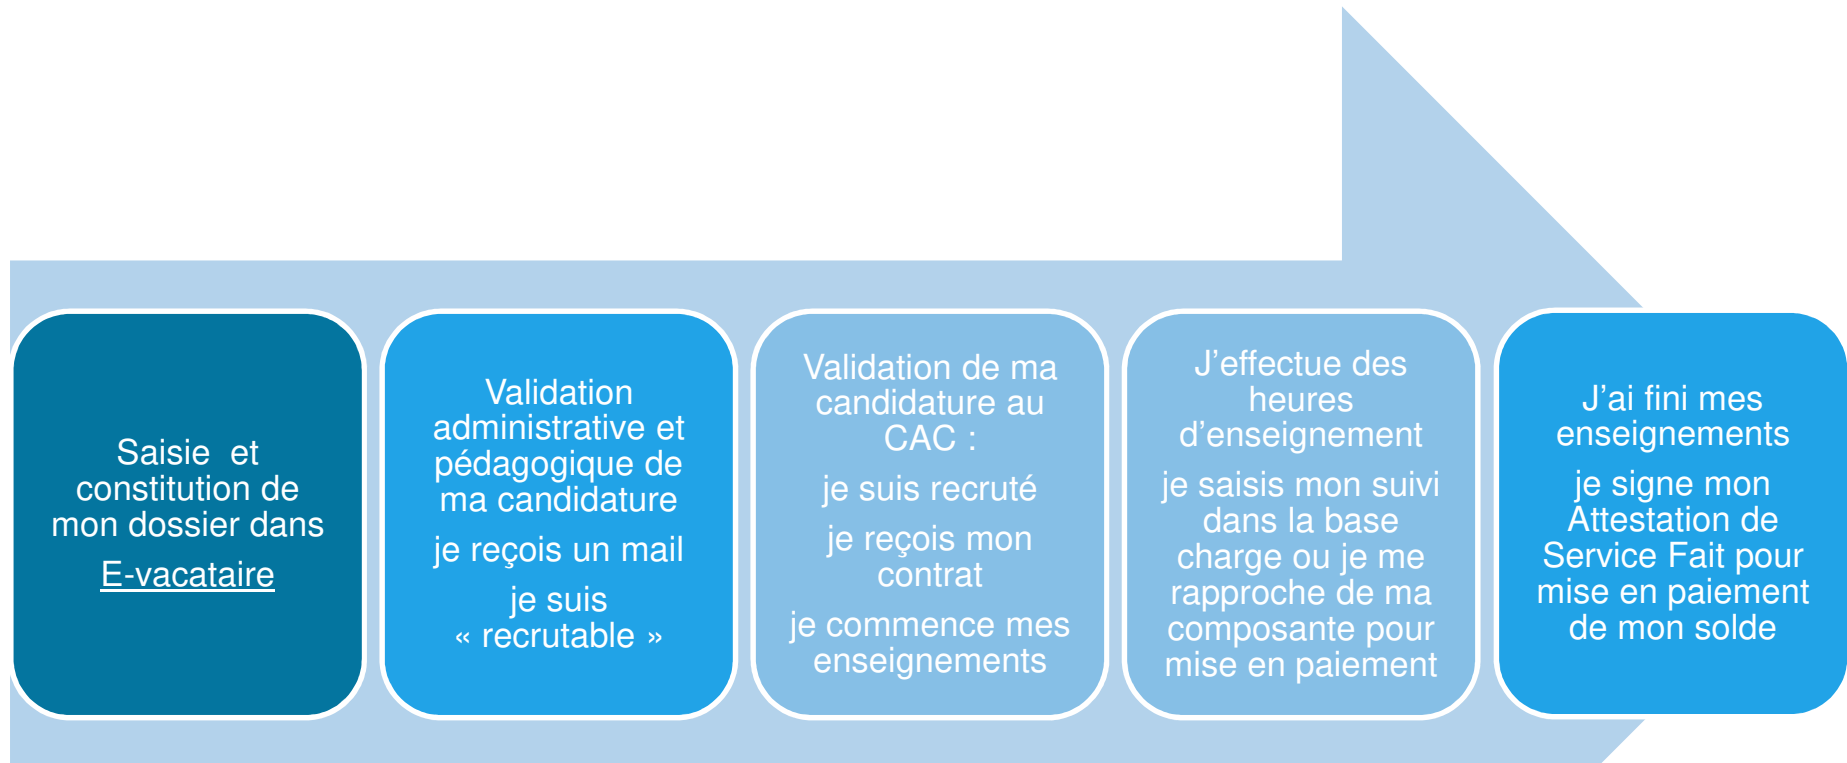 Saisie et
constitution de
mon dossier dans
E-vacataire
Validation
administrative et
pédagogique de
ma candidature
je reçois un mail
je suis
« recrutable »
Validation de ma
candidature au
CAC :
je suis recruté
je reçois mon
contrat
je commence mes
enseignements
J’effectue des
heures
d’enseignement
je saisis mon suivi
dans la base
charge ou je me
rapproche de ma
composante pour
mise en paiement
J’ai fini mes
enseignements
je signe mon
Attestation de
Service Fait pour
mise en paiement
de mon solde